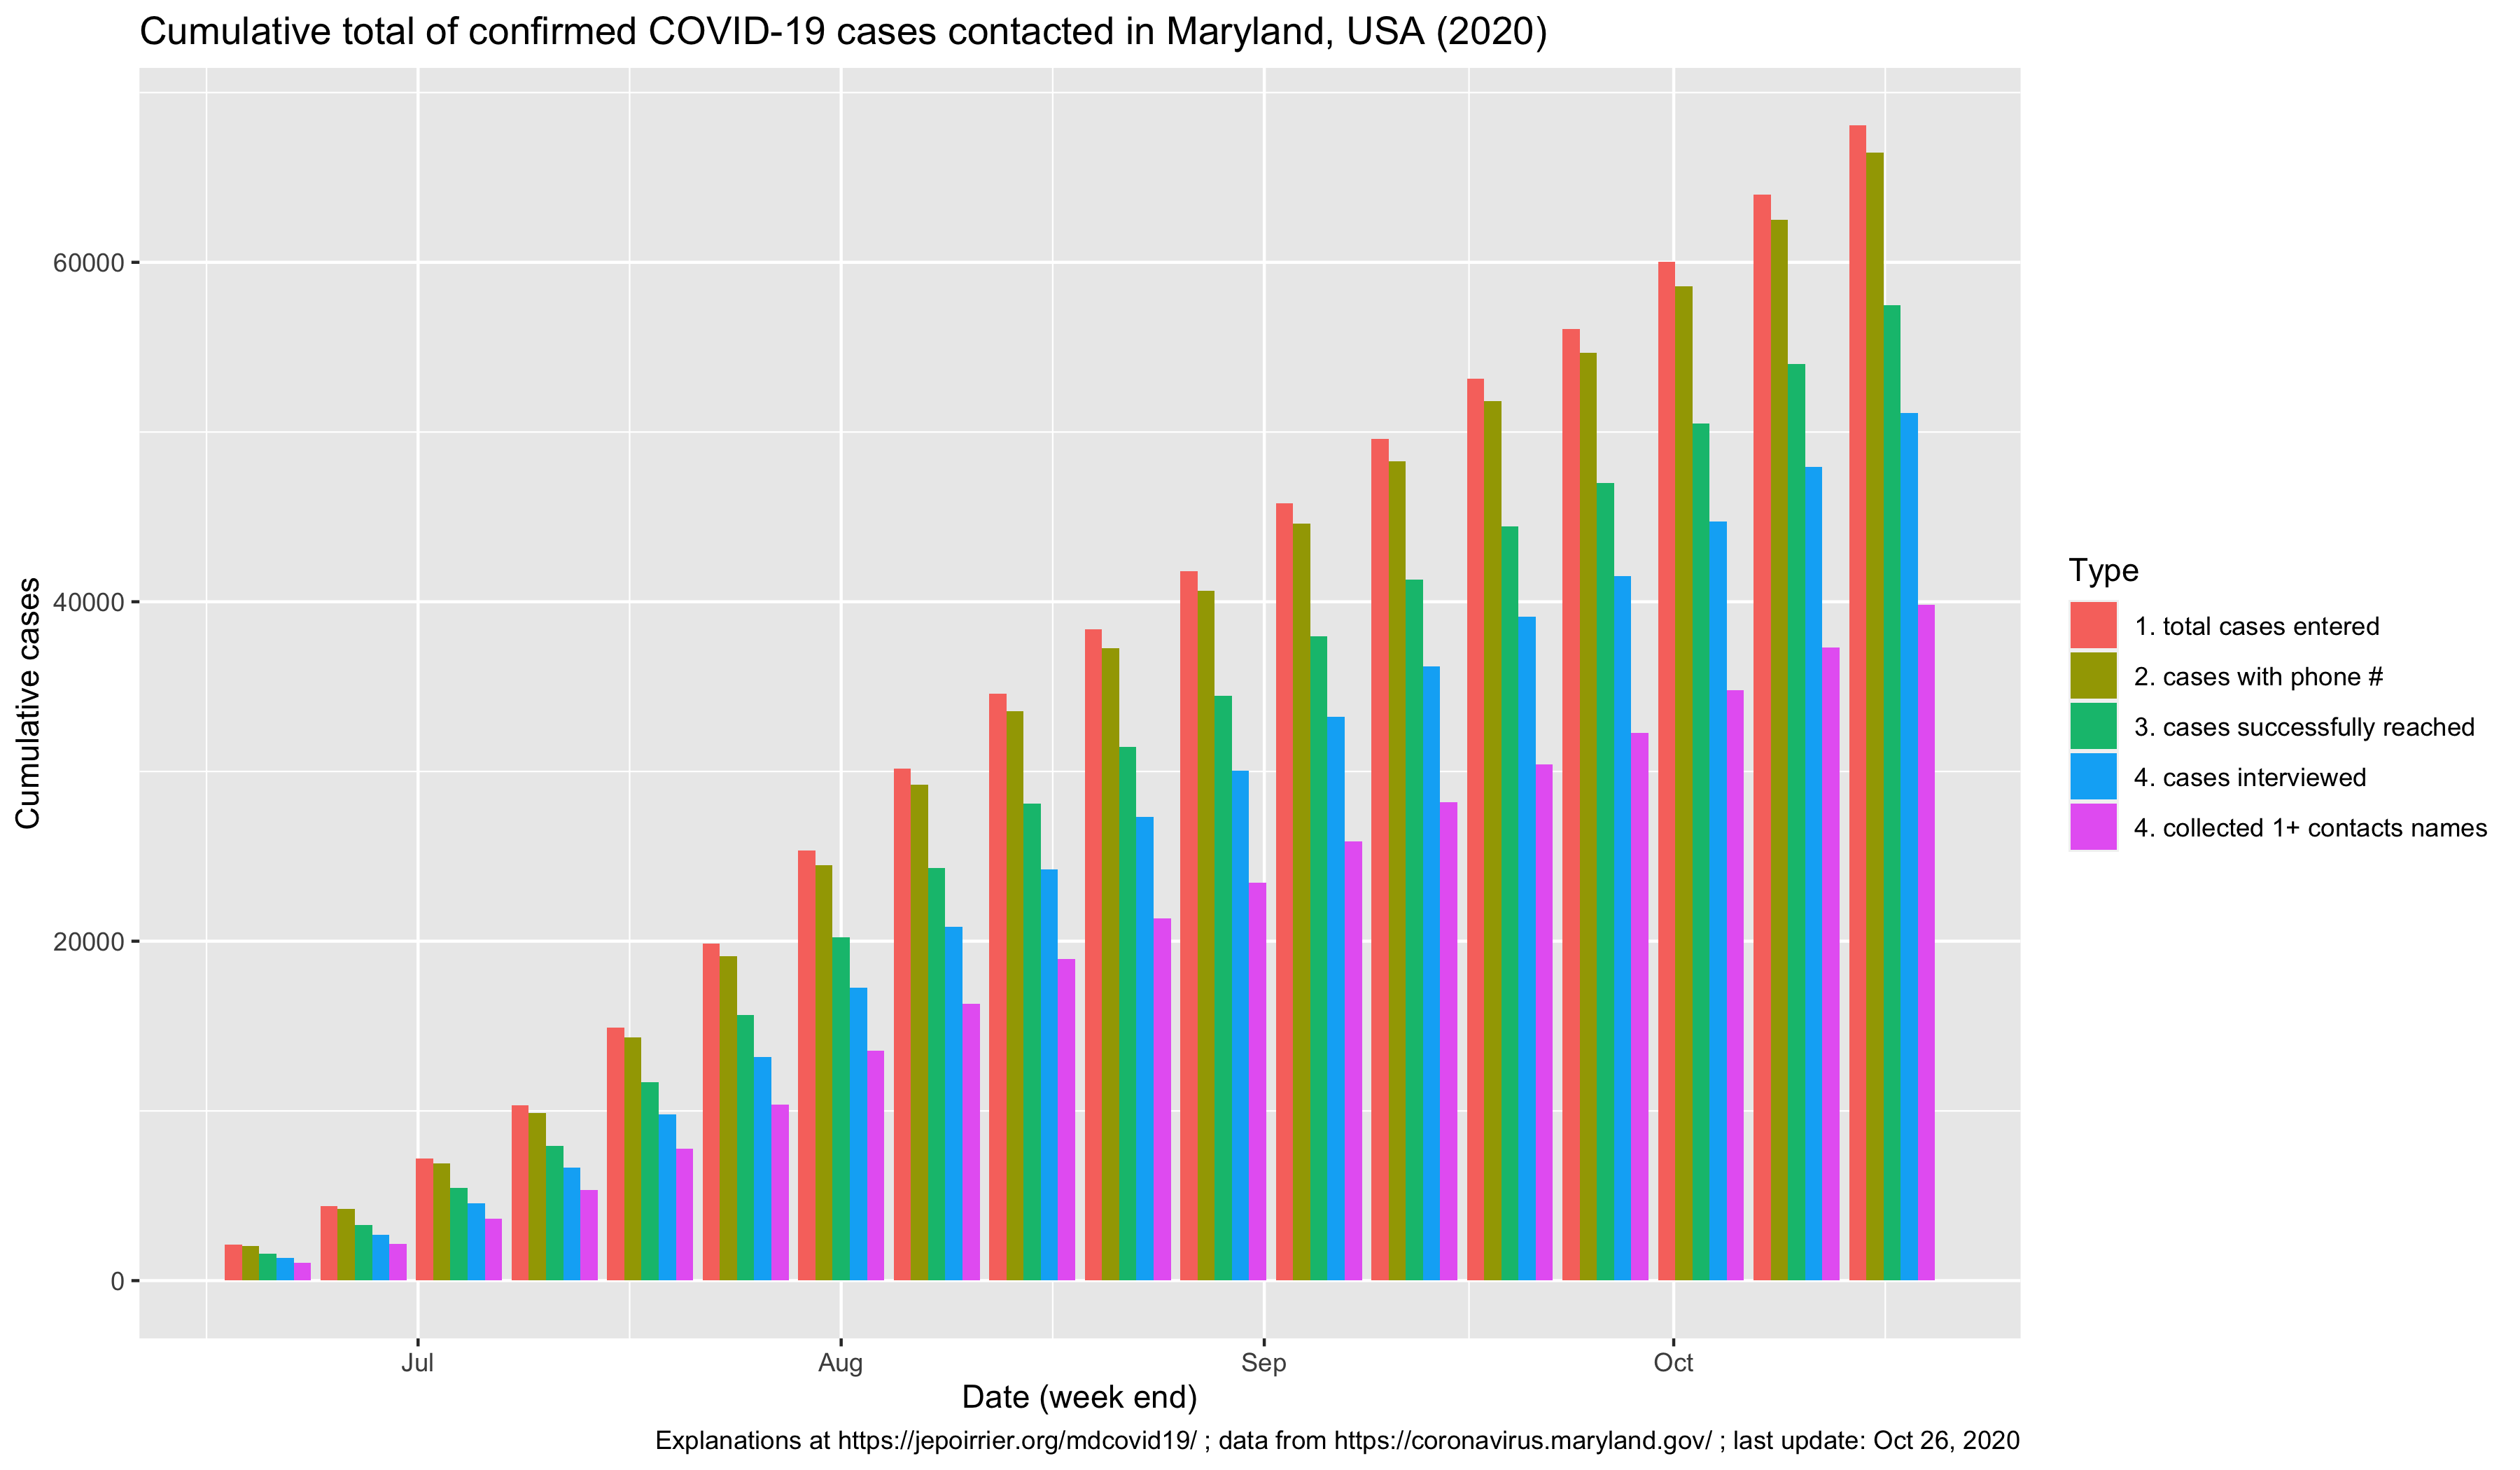 Cumulative total of confirmed COVID-19 cases contacted in Maryland, USA (2020)
Cumulative cases
60000
40000
20000
0
Jul
Aug
Sep
Oct
Date (week end)
Type
1. total cases entered
2. cases with phone #
3. cases successfully reached
4. cases interviewed
4. collected 1+ contacts names
Explanations at https://jepoirrier.org/mdcovid19/ ; data from https://coronavirus.maryland.gov/ ; last update: Oct 26, 2020